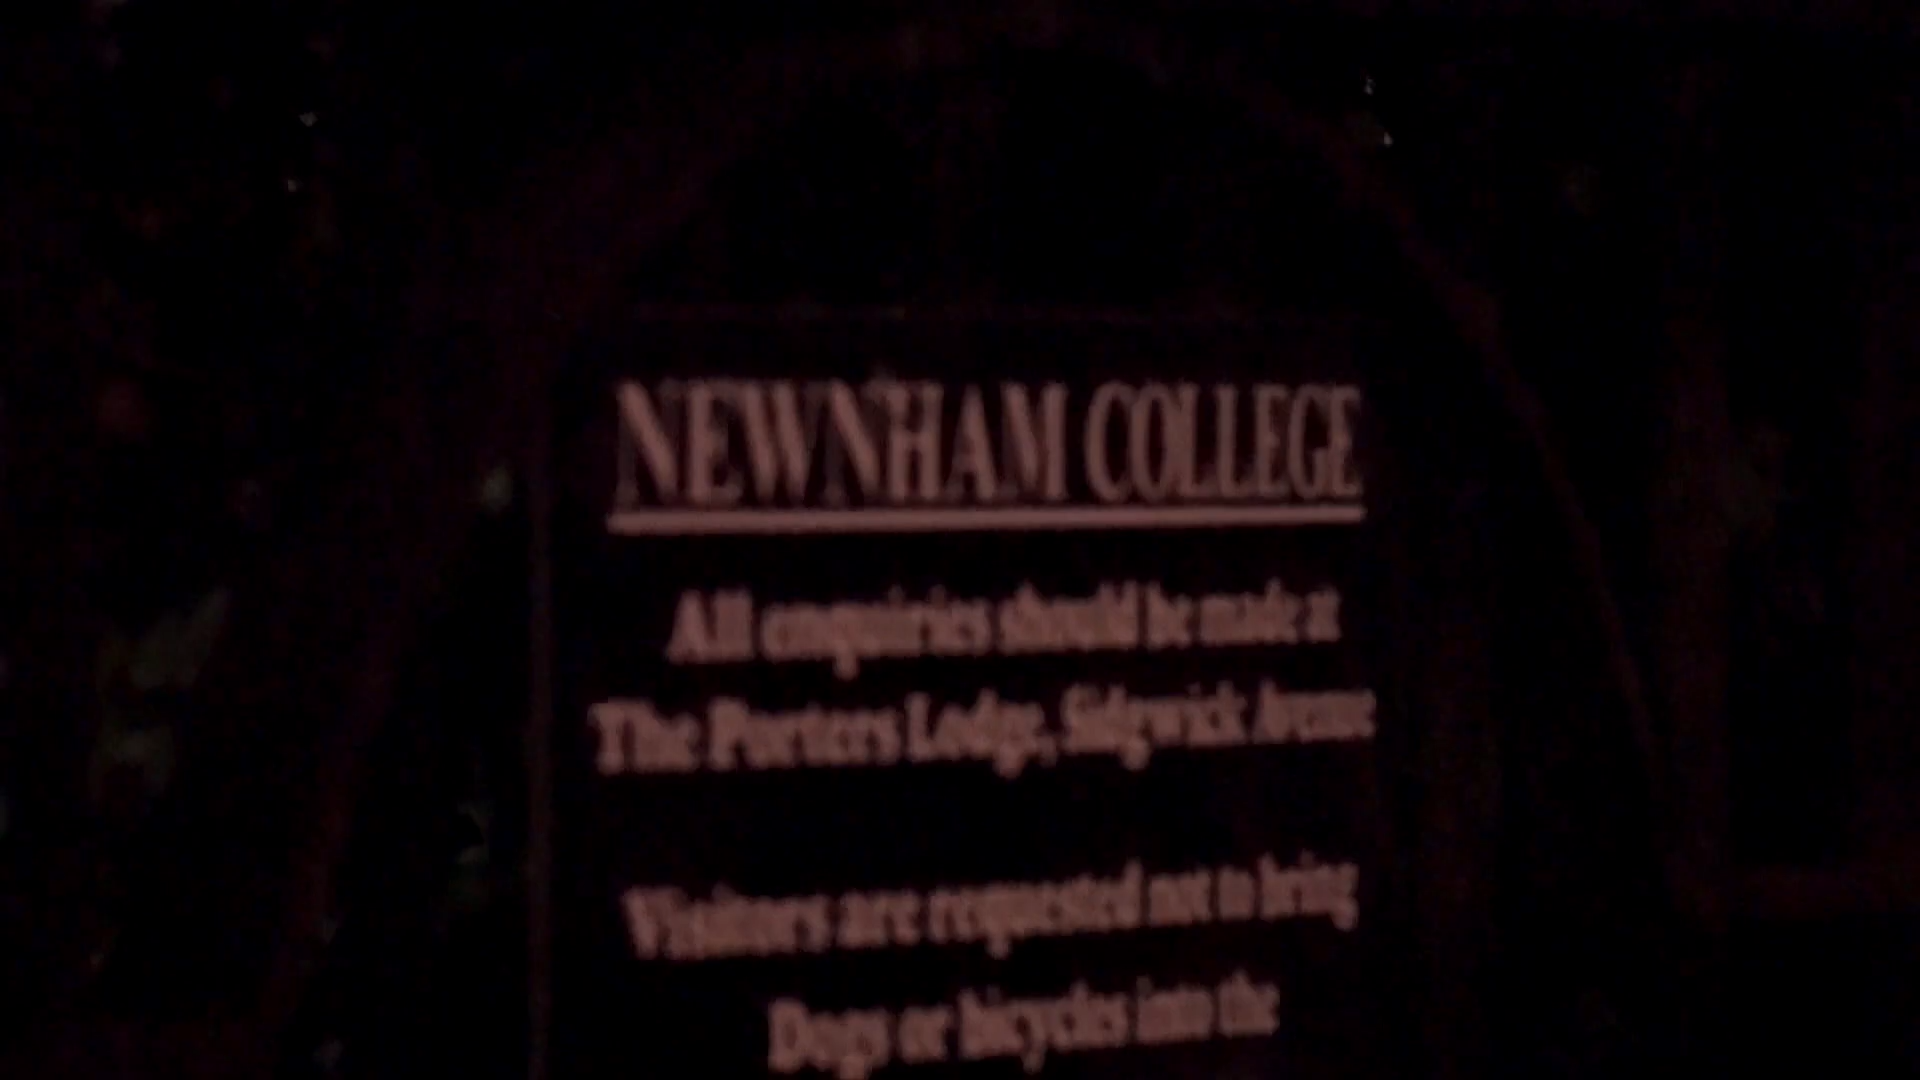 NEWNHAM COLLEGE
All enquiries should be made at
The Porters Lodge, Sidgwick Avenue
Visitors are requested not to bring
Dogs or bicycles into the